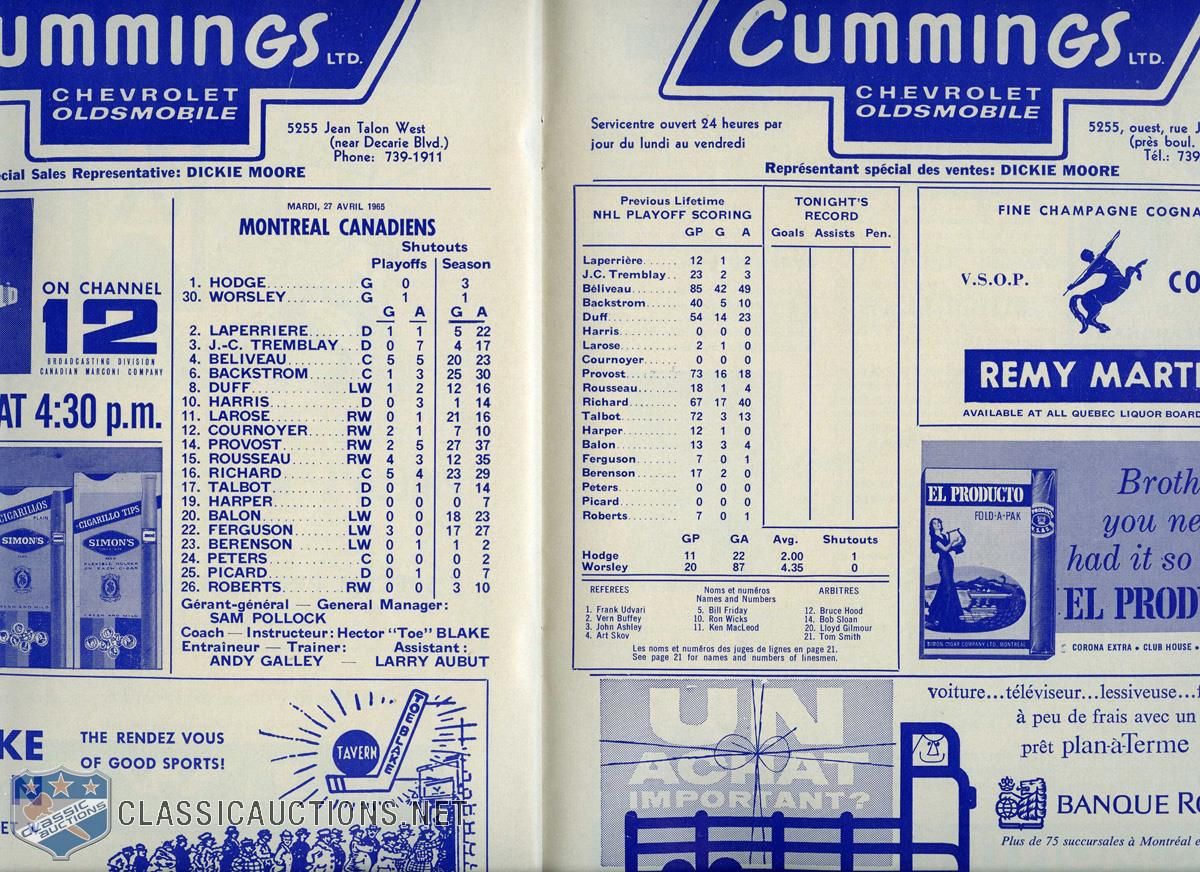 ummings LTD.
CHEVROLET
OLDSMOBILE
5255 Jean Talon West
(near Decarie Blvd.)
Phone: 739-1911
ecial Sales Representative: DICKIE MOORE
ON CHANNEL
12
BROADCASTING DIVISION
CANADIAN MARCONI COMPANY
AT 4:30 p.m.
CIGARILLOS
PLAIN
SIMON'S
CIGARILLO TIPS
SIMON'S
MARDI, 27 AVRIL 1965
MONTREAL CANADIENS
Shutouts
Playoffs Season
1. HODGE G 0 3
30. WORSLEY G 1 1
G A G A
2. LAPERRIERE D 1 1 5 22
3. J.-C. TREMBLAY D 0 7 4 17
4. BELIVEAU C 5 5 20 23
6. BACKSTROM C 1 3 25 30
8. DUFF LW 1 2 12 16
10. HARRIS D 0 3 1 14
11. LAROSE RW 0 1 21 16
12. COURNOYER RW 2 1 7 10
14. PROVOST RW 2 5 27 37
15. ROUSSEAU RW 4 3 12 35
16. RICHARD C 5 4 23 29
17. TALBOT D 0 1 7 14
19. HARPER D 0 0 0 7
20. BALON LW 0 0 18 23
22. FERGUSON LW 3 0 17 27
23. BERENSON LW 0 1 1 2
24. PETERS C 0 0 0 2
25. PICARD D 0 1 0 7
26. ROBERTS RW 0 0 3 10
Gérant-général — General Manager:
SAM POLLOCK
Coach — Instructeur: Hector "Toe" BLAKE
Entraineur — Trainer: Assistant:
ANDY GALLEY — LARRY AUBUT
KE
THE RENDEZ VOUS
OF GOOD SPORTS!
TAVERN
TOE BLAKE
CLASSIC AUCTIONS
CLASSICAUCTIONS.NET
Cummings LTD.
CHEVROLET
OLDSMOBILE
Servicentre ouvert 24 heures par
jour du lundi au vendredi
5255, ouest, rue J
(près boul.
Tél.: 739
Représentant spécial des ventes: DICKIE MOORE
Previous Lifetime
NHL PLAYOFF SCORING
GP G A
Laperrière 12 1 2
J.C. Tremblay 23 2 3
Béliveau 85 42 49
Backstrom 40 5 10
Duff 54 14 23
Harris 0 0 0
Larose 2 1 0
Cournoyer 0 0 0
Provost 73 16 18
Rousseau 18 1 4
Richard 67 17 40
Talbot 72 3 13
Harper 12 1 0
Balon 13 3 4
Ferguson 7 0 1
Berenson 17 2 0
Peters 0 0 0
Picard 0 0 0
Roberts 7 0 1
TONIGHT'S
RECORD
Goals Assists Pen.
GP GA Avg. Shutouts
Hodge 11 22 2.00 1
Worsley 20 87 4.35 0
REFEREES Noms et numéros ARBITRES
Names and Numbers
1. Frank Udvari 5. Bill Friday 12. Bruce Hood
2. Vern Buffey 10. Ron Wicks 14. Bob Sloan
3. John Ashley 11. Ken MacLeod 20. Lloyd Gilmour
4. Art Skov 21. Tom Smith
Les noms et numéros des juges de lignes en page 21.
See page 21 for names and numbers of linesmen.
FINE CHAMPAGNE COGNA
V.S.O.P. CO
REMY MARTI
AVAILABLE AT ALL QUEBEC LIQUOR BOARD
EL PRODUCTO
FOLD-A-PAK
SIMON CIGAR COMPANY LTD. MONTREAL
Broth
you ne
had it so
EL PROD
CORONA EXTRA • CLUB HOUSE •
UN
ACHAT
IMPORTANT?
voiture...téléviseur...lessiveuse...f
à peu de frais avec un
prêt plan-à-Terme
BANQUE RO
Plus de 75 succursales à Montréal e